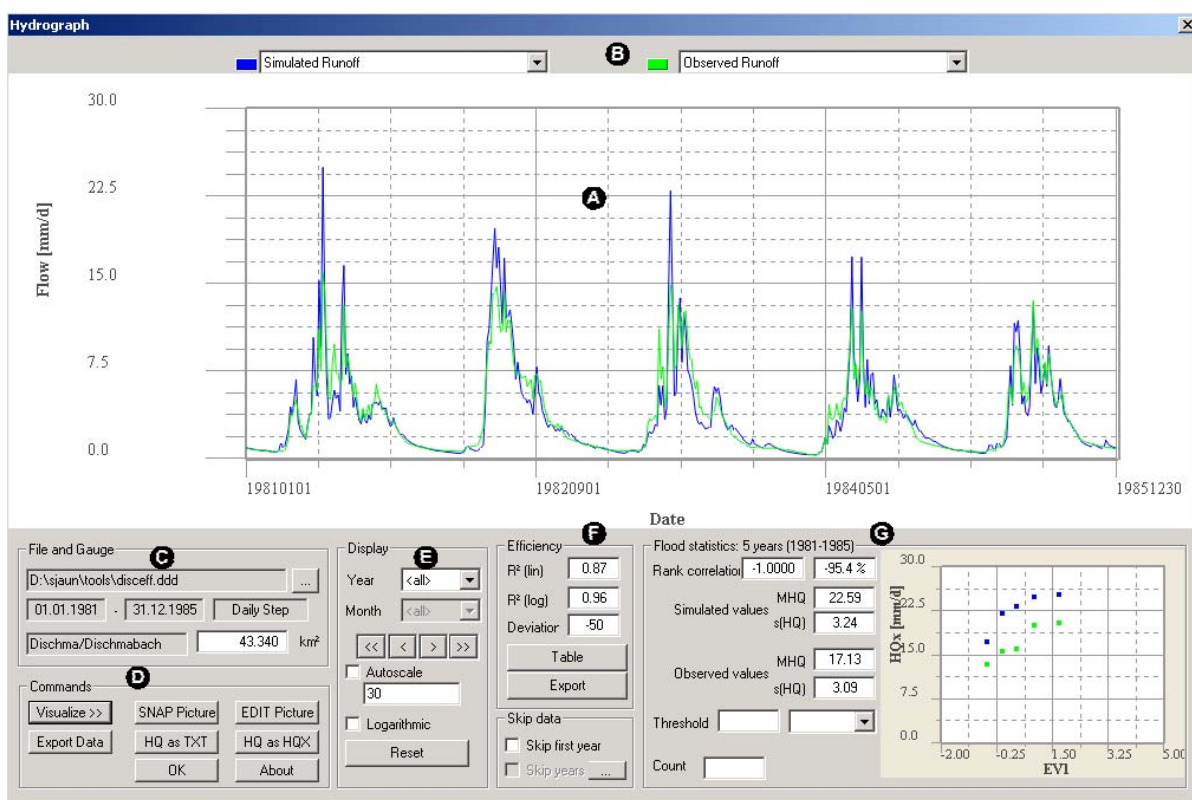 Hydrograph
Simulated Runoff
B
Observed Runoff
30.0
22.5
15.0
7.5
0.0
Flow [mm/d]
A
19810101
19820901
19840501
19851230
Date
File and Gauge
C
D:\sjaun\tools\disceff.ddd
...
01.01.1981 - 31.12.1985 Daily Step
Dischma/Dischmabach 43.340 km²
Commands
D
Visualize >> SNAP Picture EDIT Picture
Export Data HQ as TXT HQ as HQX
OK About
Display
E
Year <all>
Month <all>
<< < > >>
Autoscale
30
Logarithmic
Reset
Efficiency
F
R² (lin) 0.87
R² (log) 0.96
Deviation -50
Table
Export
Skip data
Skip first year
Skip years ...
Flood statistics: 5 years (1981-1985)
G
Rank correlation -1.0000 -95.4 %
Simulated values
MHQ 22.59
s(HQ) 3.24
Observed values
MHQ 17.13
s(HQ) 3.09
Threshold
Count
30.0
22.5
15.0
7.5
0.0
HQx [mm/d]
-2.00 -0.25 1.50 3.25 5.00
EV1